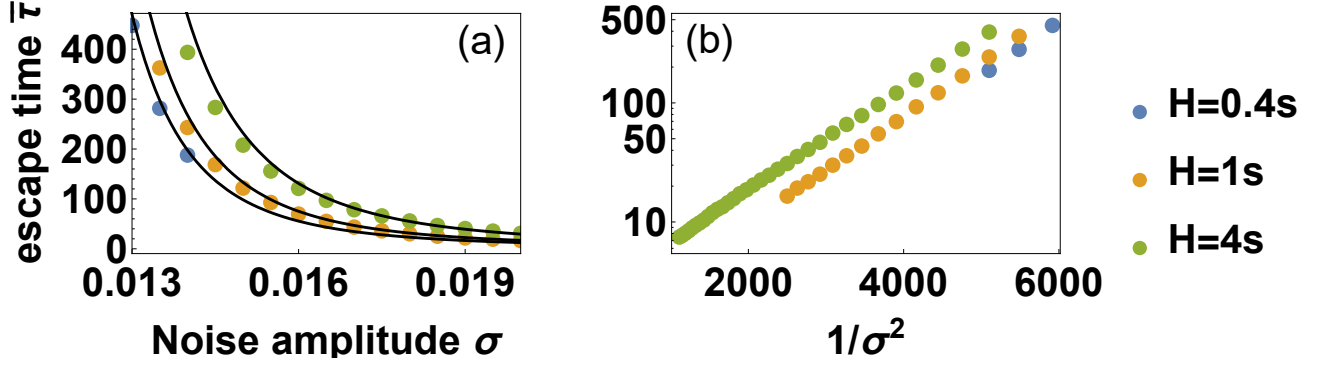 escape time τ̅
400
300
200
100
0
(a)
0.013 0.016 0.019
Noise amplitude σ
500
100
50
10
(b)
2000 4000 6000
1/σ²
H=0.4s
H=1s
H=4s